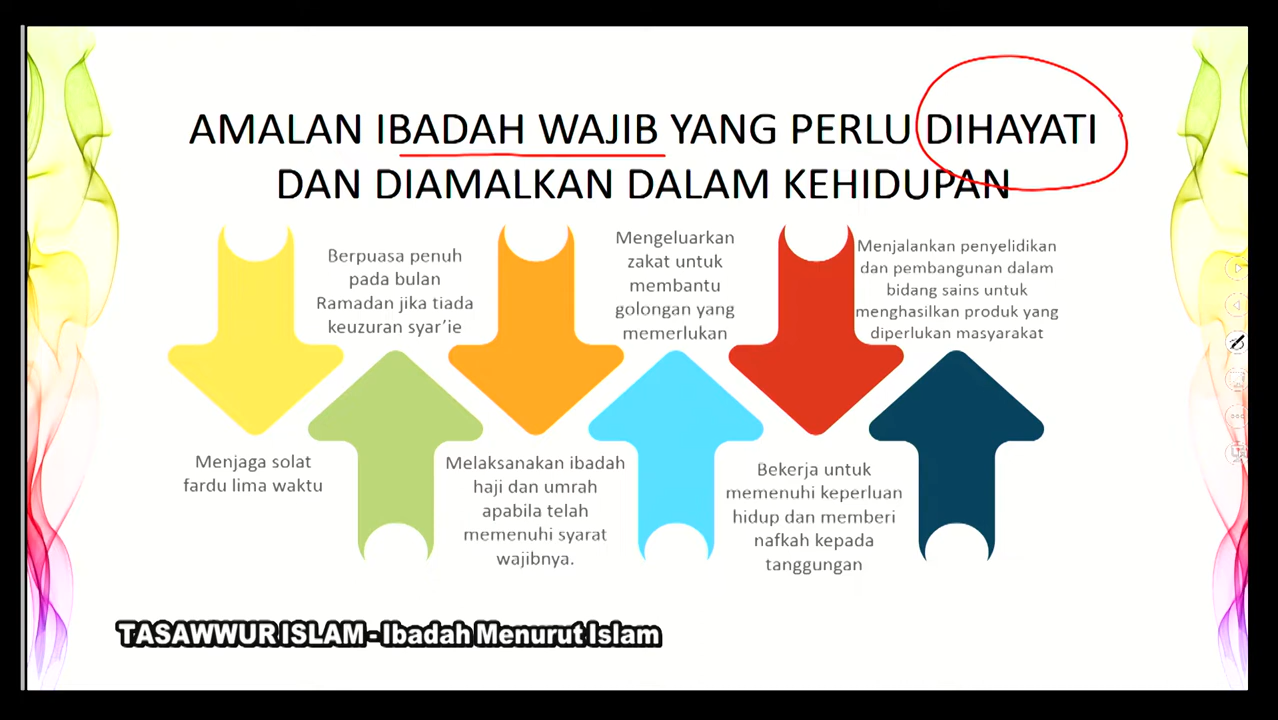 AMALAN IBADAH WAJIB YANG PERLU DIHAYATI
DAN DIAMALKAN DALAM KEHIDUPAN
Menjaga solat
fardu lima waktu
Berpuasa penuh
pada bulan
Ramadan jika tiada
keuzuran syar'ie
Melaksanakan ibadah
haji dan umrah
apabila telah
memenuhi syarat
wajibnya.
Mengeluarkan
zakat untuk
membantu
golongan yang
memerlukan
Bekerja untuk
memenuhi keperluan
hidup dan memberi
nafkah kepada
tanggungan
Menjalankan penyelidikan
dan pembangunan dalam
bidang sains untuk
menghasilkan produk yang
diperlukan masyarakat
TASAWWUR ISLAM - Ibadah Menurut Islam